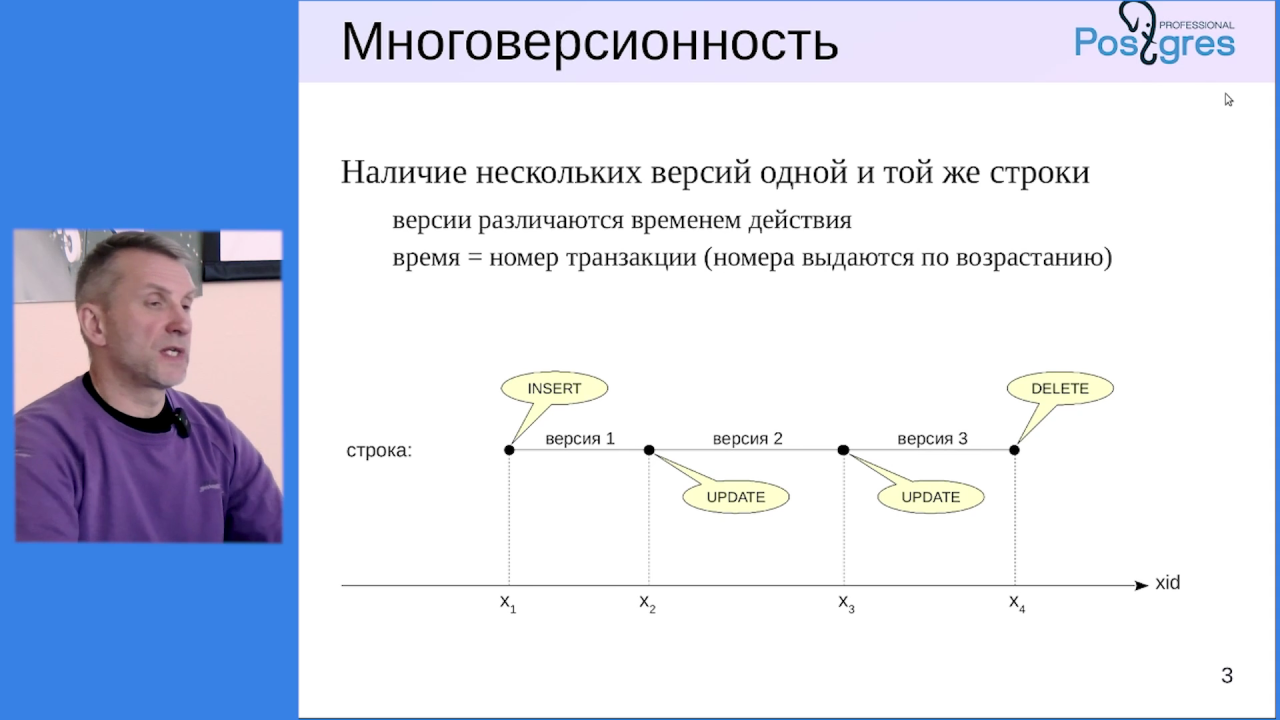 Многоверсионность
PROFESSIONAL
Postgres
Наличие нескольких версий одной и той же строки
версии различаются временем действия
время = номер транзакции (номера выдаются по возрастанию)
INSERT
DELETE
строка:
версия 1
версия 2
версия 3
UPDATE
UPDATE
xid
x1
x2
x3
x4
3